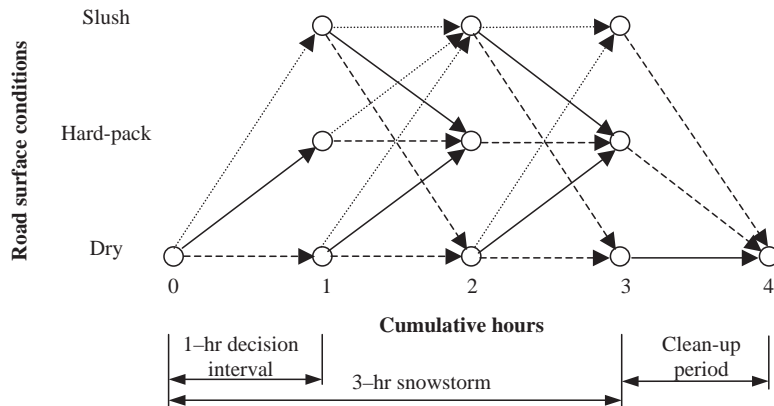 Slush
Hard-pack
Dry
Road surface conditions
0
1
2
3
4
Cumulative hours
1–hr decision
interval
Clean-up
period
3-hr snowstorm